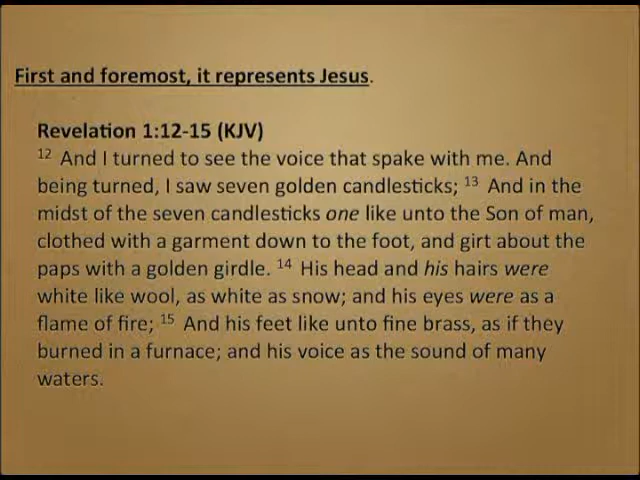 First and foremost, it represents Jesus.
Revelation 1:12-15 (KJV)
12 And I turned to see the voice that spake with me. And
being turned, I saw seven golden candlesticks; 13 And in the
midst of the seven candlesticks one like unto the Son of man,
clothed with a garment down to the foot, and girt about the
paps with a golden girdle. 14 His head and his hairs were
white like wool, as white as snow; and his eyes were as a
flame of fire; 15 And his feet like unto fine brass, as if they
burned in a furnace; and his voice as the sound of many
waters.